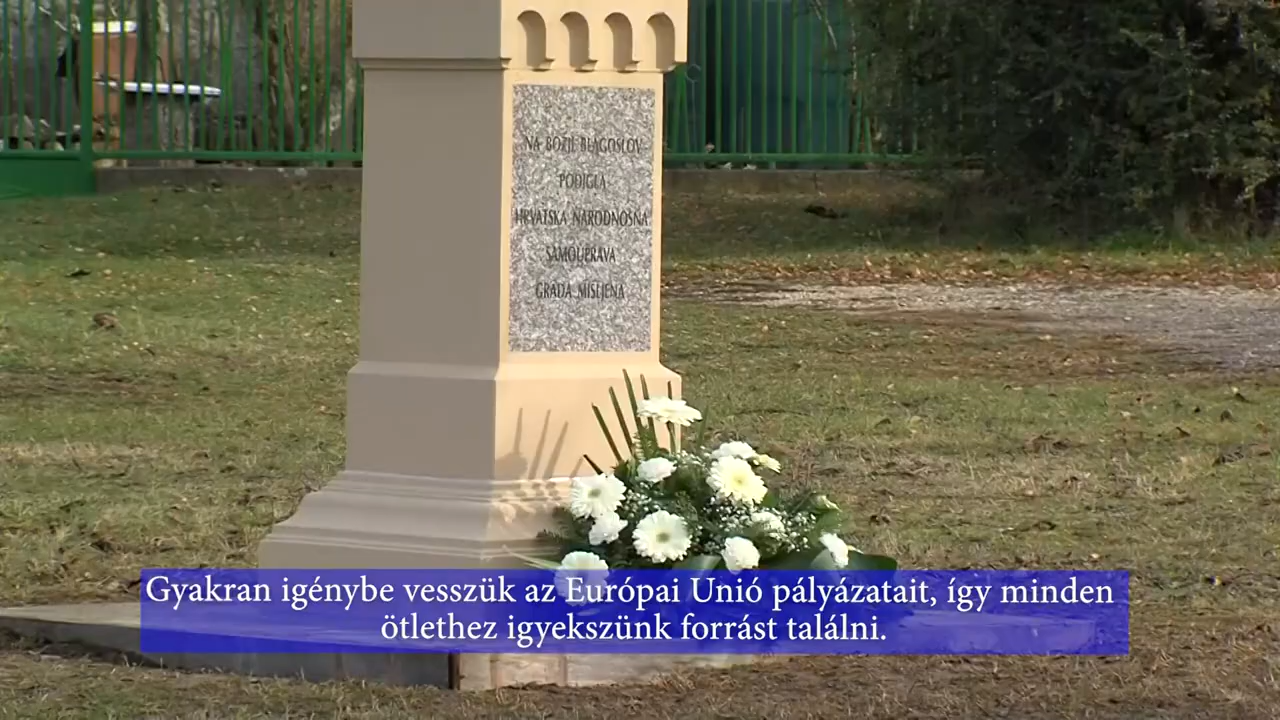 NA BOŽJI BLAGOSLOV
PODIGLA
HRVATSKA NARODNOSNA
SAMOUPRAVA
GRADA MIŠLJENA
Gyakran igénybe vesszük az Európai Unió pályázatait, így minden
ötlethez igyekszünk forrást találni.